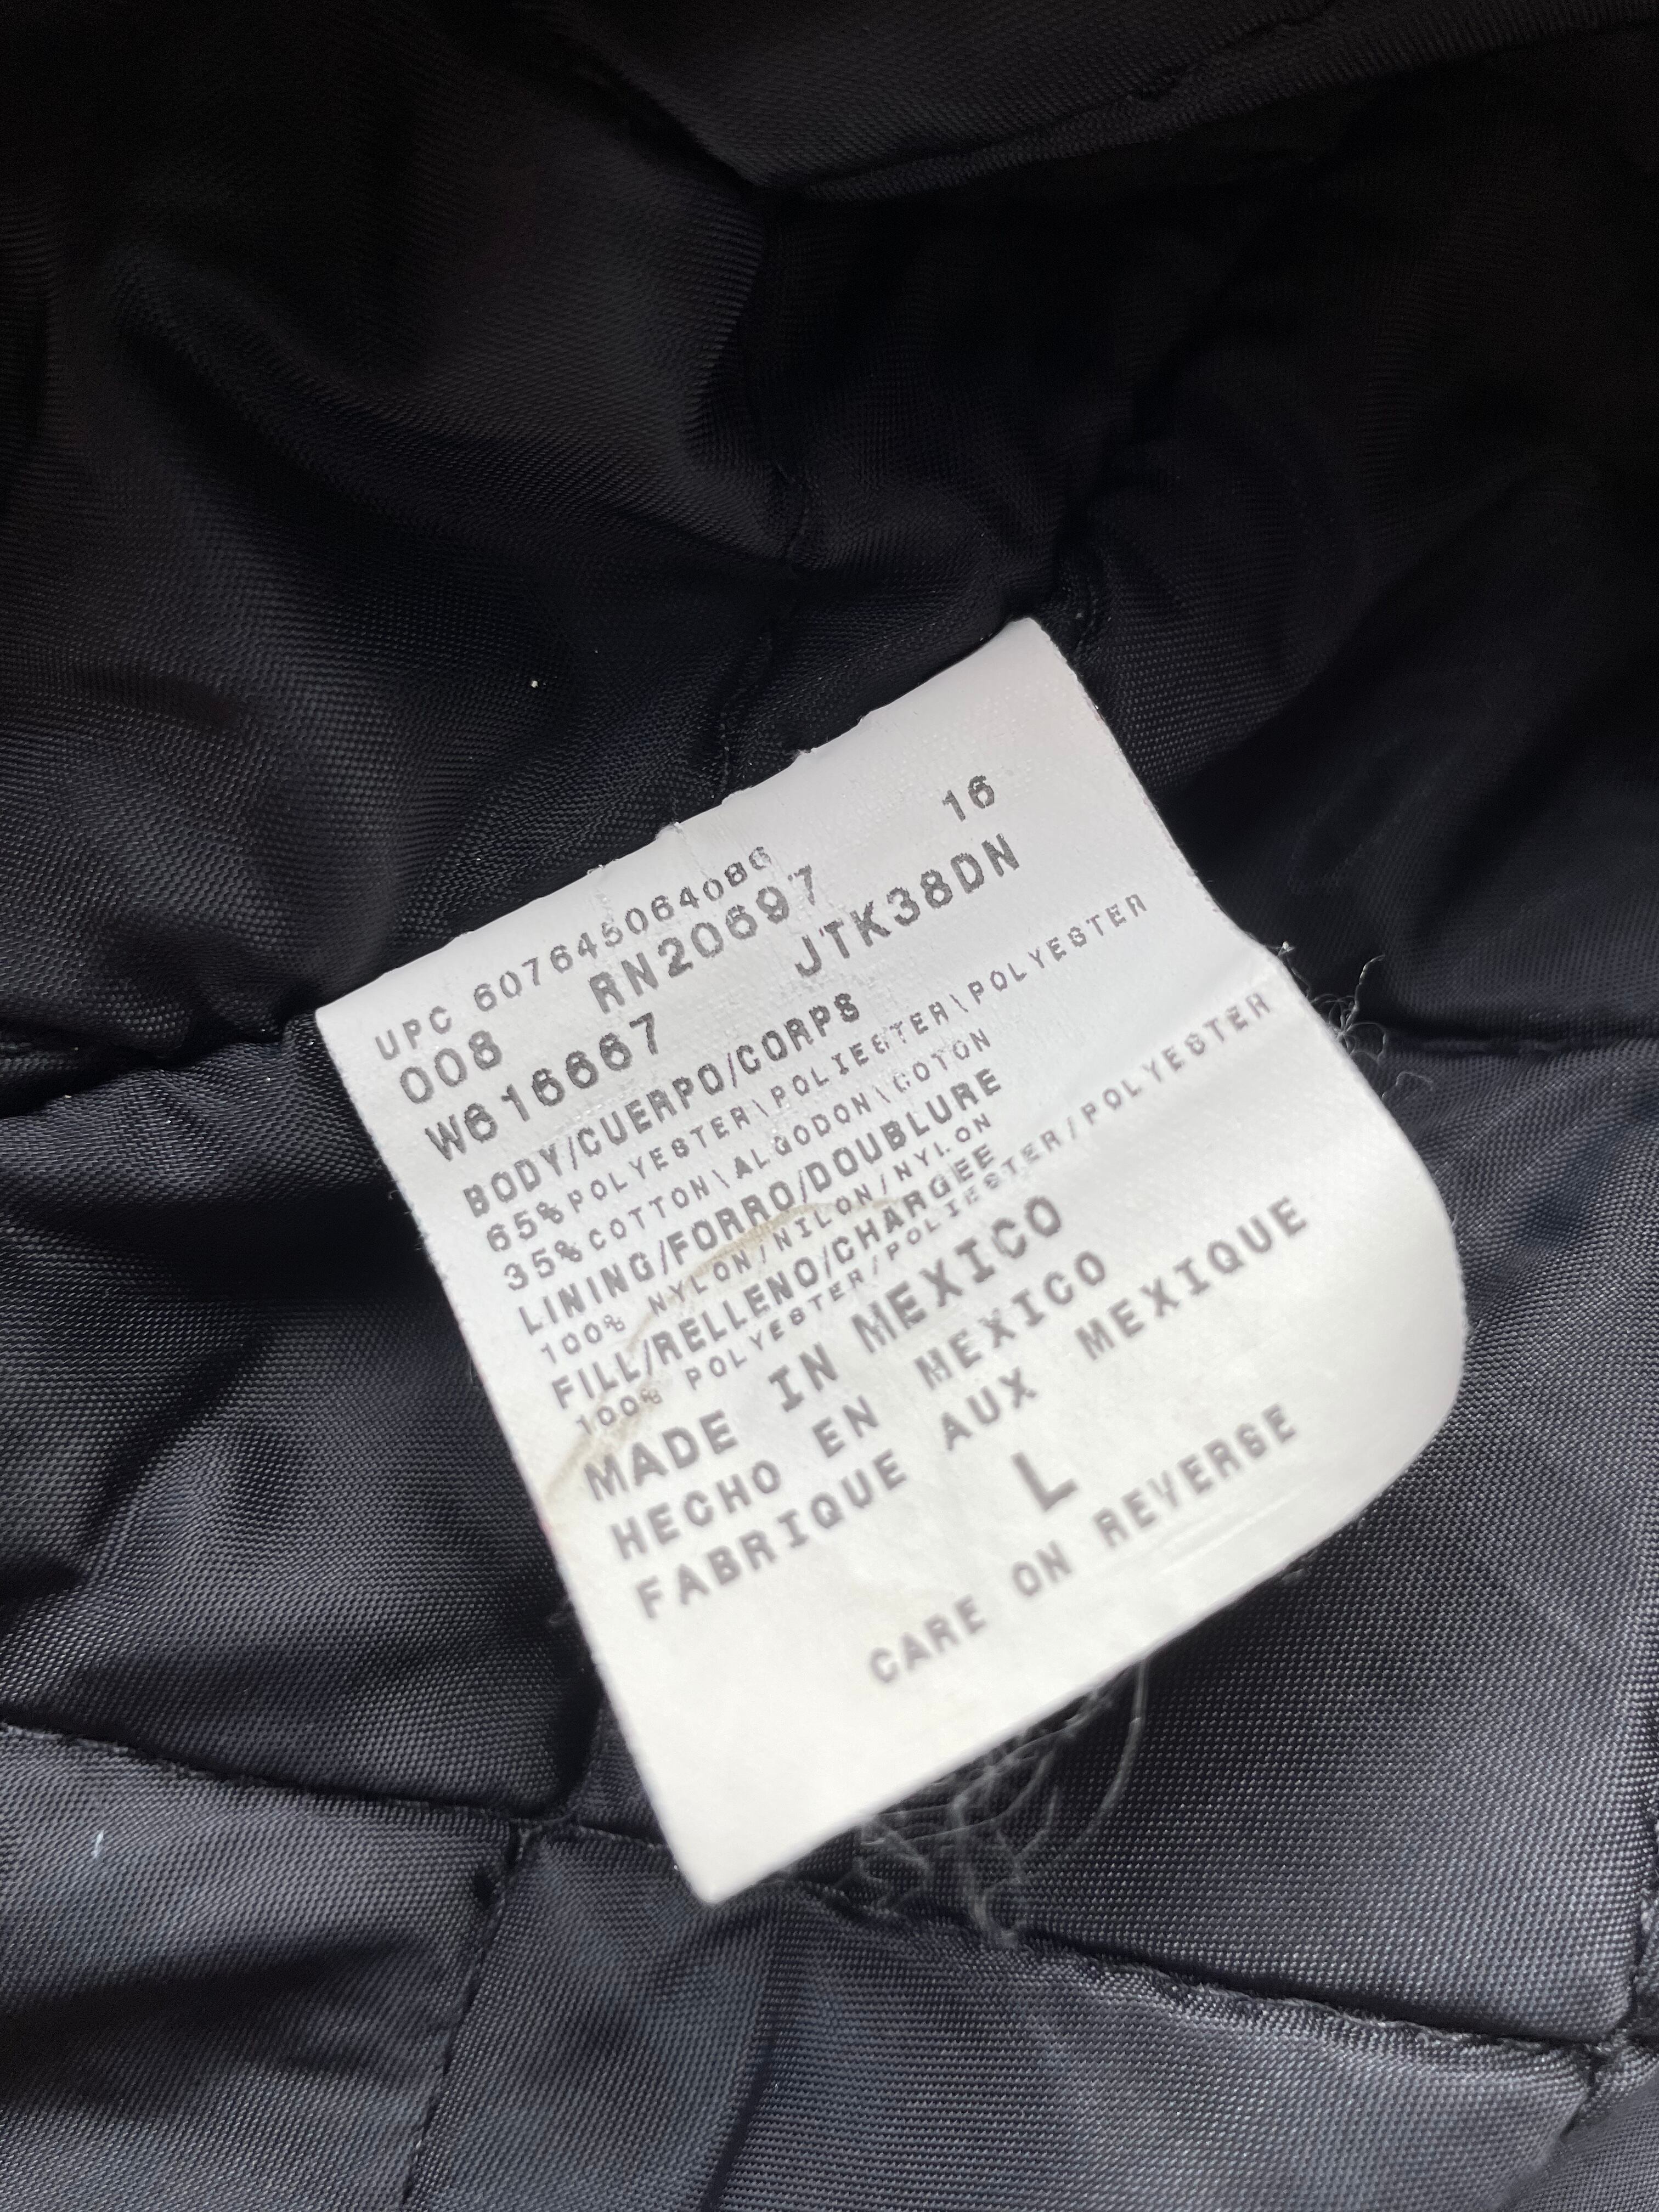 16
UPC 607645064086
008 RN20697
W616667 JTK38DN
BODY/CUERPO/CORPS
65% POLYESTER\POLIESTER\POLYESTER
35% COTTON\ALGODON\COTON
LINING/FORRO/DOUBLURE
100% NYLON/NILON/NYLON
FILL/RELLENO/CHARGEE
100% POLYESTER/POLIESTER/POLYESTER
MADE IN MEXICO
HECHO EN MEXICO
FABRIQUE AUX MEXIQUE
L
CARE ON REVERSE